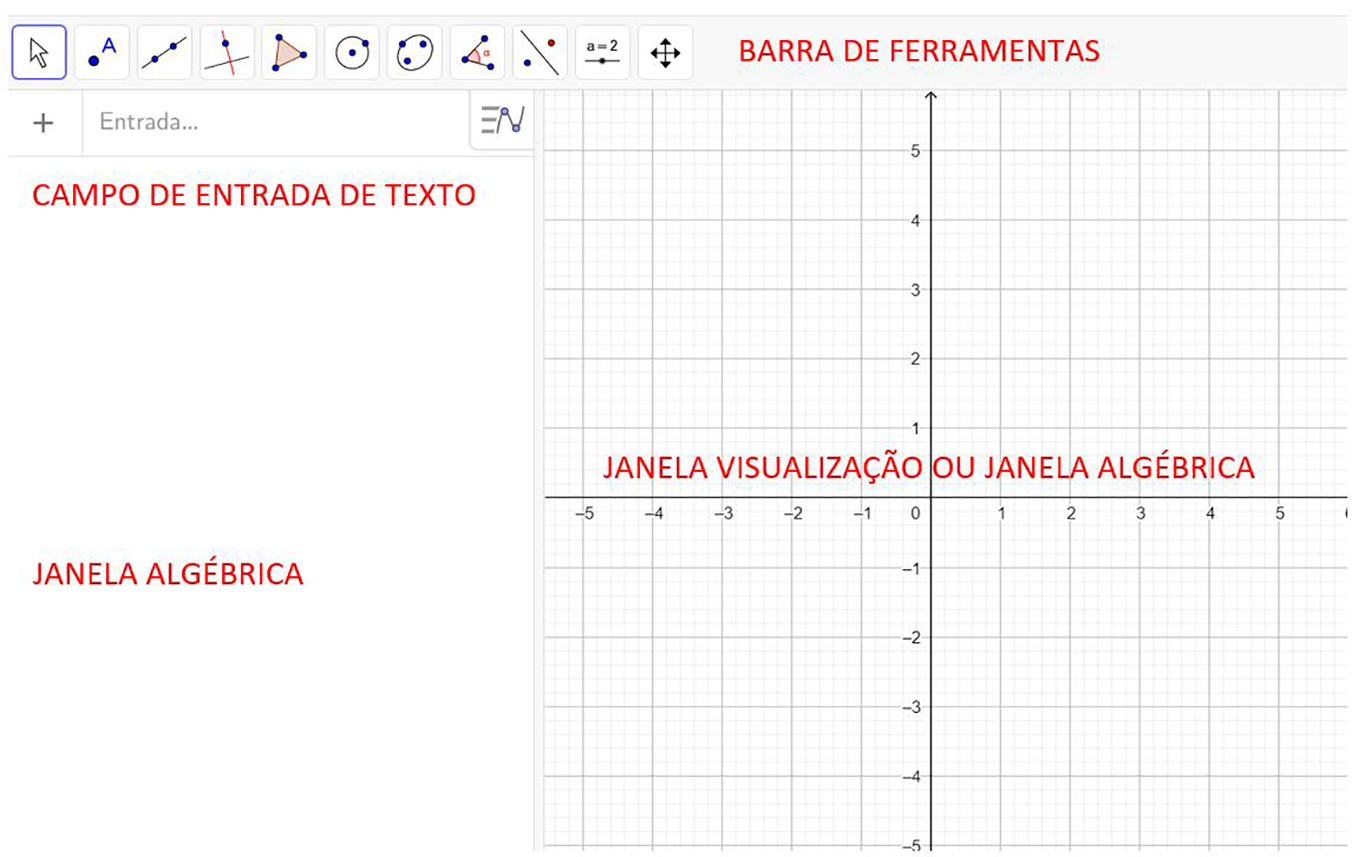 A
α
a=2
BARRA DE FERRAMENTAS
+ Entrada...
CAMPO DE ENTRADA DE TEXTO
5
4
3
2
1
JANELA VISUALIZAÇÃO OU JANELA ALGÉBRICA
–5 –4 –3 –2 –1 0 1 2 3 4 5
JANELA ALGÉBRICA
–1
–2
–3
–4
–5